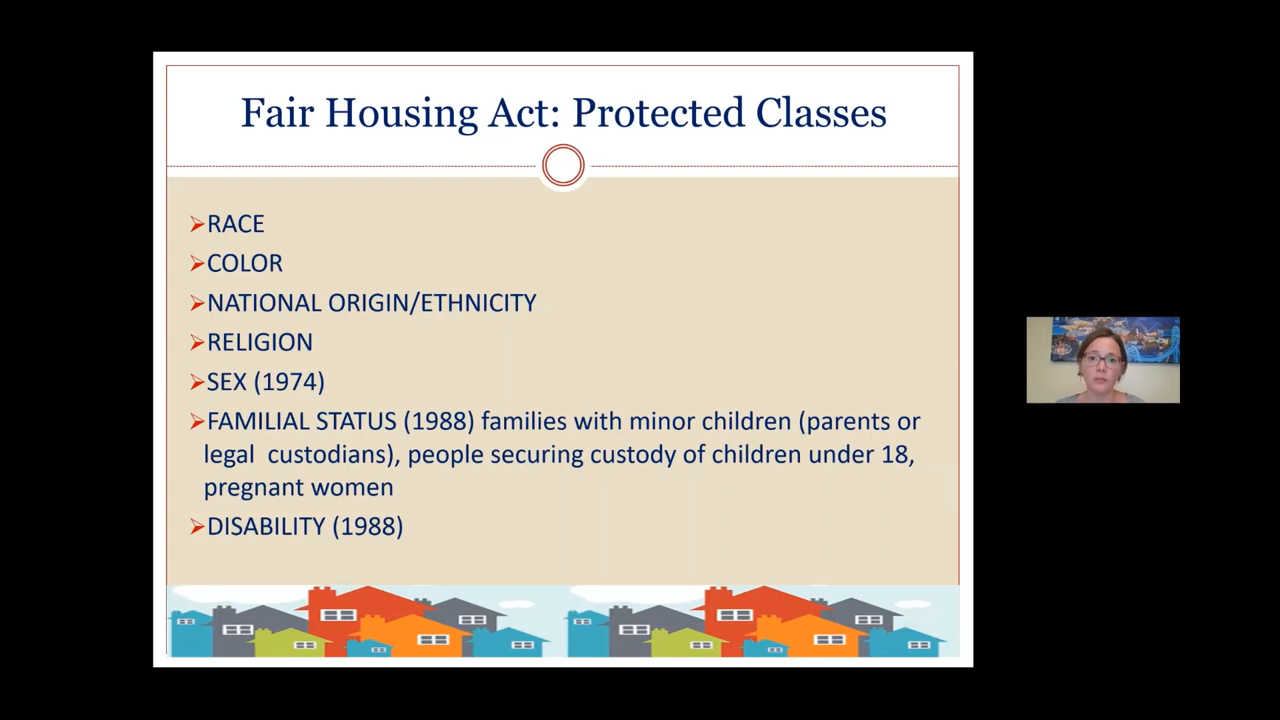 Fair Housing Act: Protected Classes
RACE
COLOR
NATIONAL ORIGIN/ETHNICITY
RELIGION
SEX (1974)
FAMILIAL STATUS (1988) families with minor children (parents or
legal custodians), people securing custody of children under 18,
pregnant women
DISABILITY (1988)